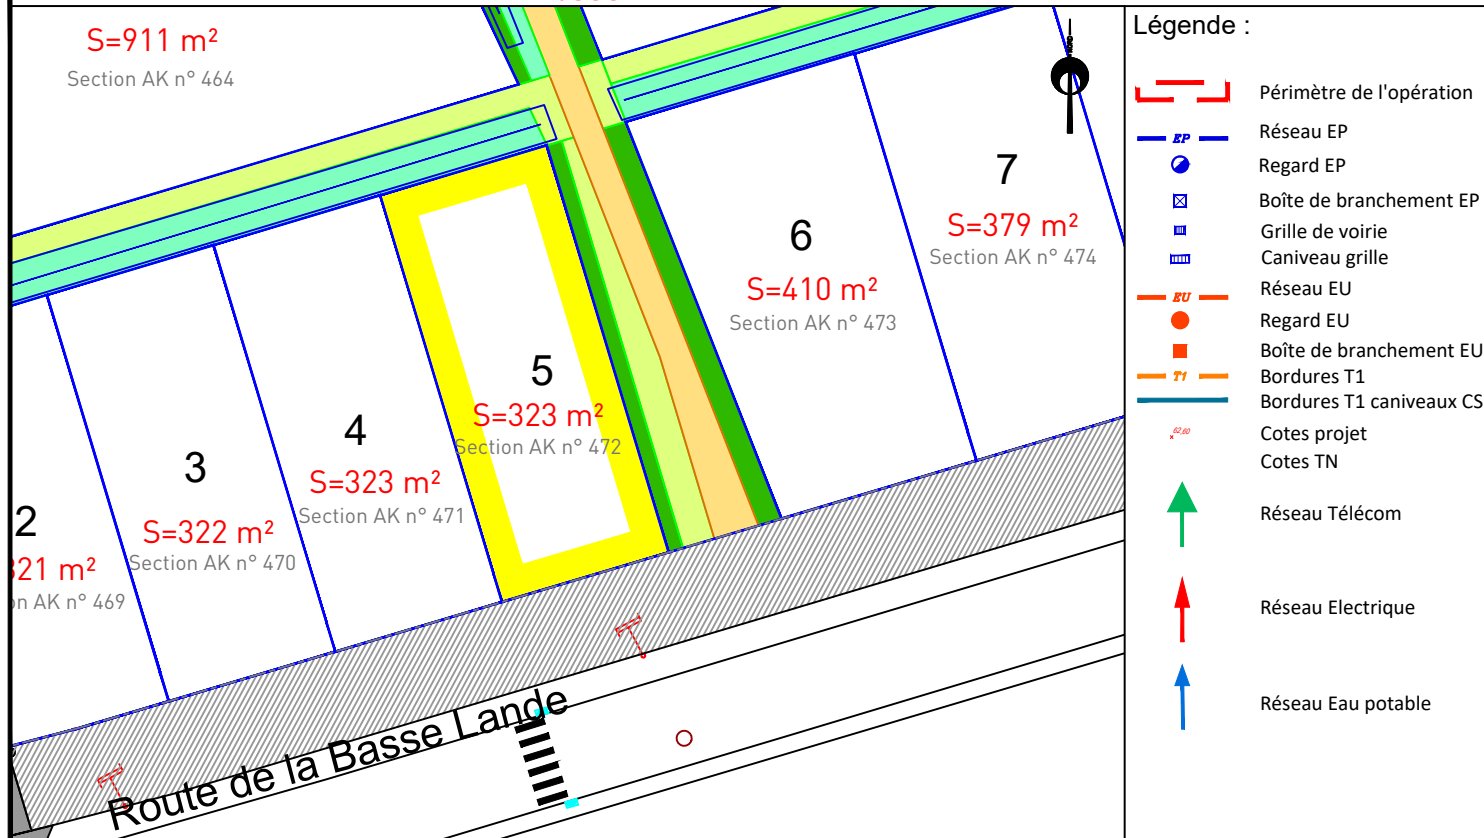 S=911 m²
Section AK n° 464
7
S=379 m²
Section AK n° 474
6
S=410 m²
Section AK n° 473
5
S=323 m²
Section AK n° 472
4
S=323 m²
Section AK n° 471
3
S=322 m²
Section AK n° 470
2
21 m²
n AK n° 469
Route de la Basse Lande
NORD
Légende :
Périmètre de l'opération
EP
Réseau EP
Regard EP
Boîte de branchement EP
Grille de voirie
Caniveau grille
EU
Réseau EU
Regard EU
Boîte de branchement EU
T1
Bordures T1
Bordures T1 caniveaux CS
62,60
Cotes projet
Cotes TN
Réseau Télécom
Réseau Electrique
Réseau Eau potable